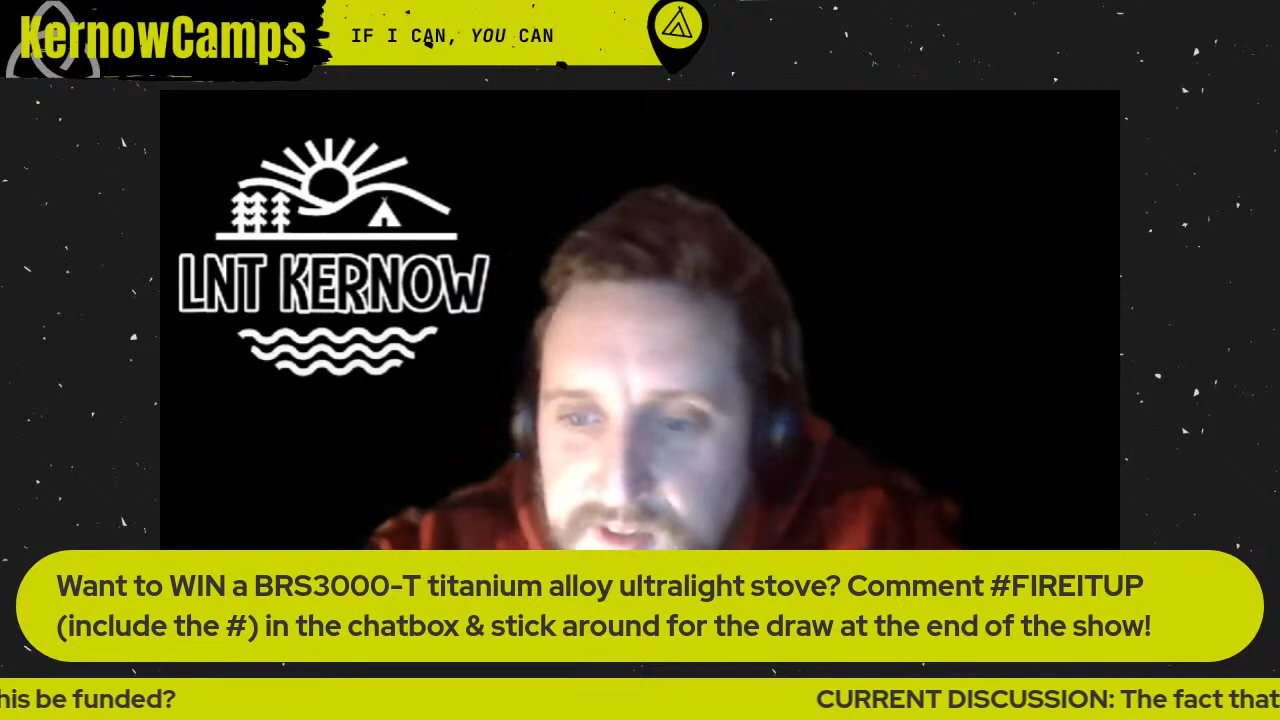 KernowCamps
IF I CAN, YOU CAN
LNT KERNOW
Want to WIN a BRS3000-T titanium alloy ultralight stove? Comment #FIREITUP
(include the #) in the chatbox & stick around for the draw at the end of the show!
his be funded? CURRENT DISCUSSION: The fact that